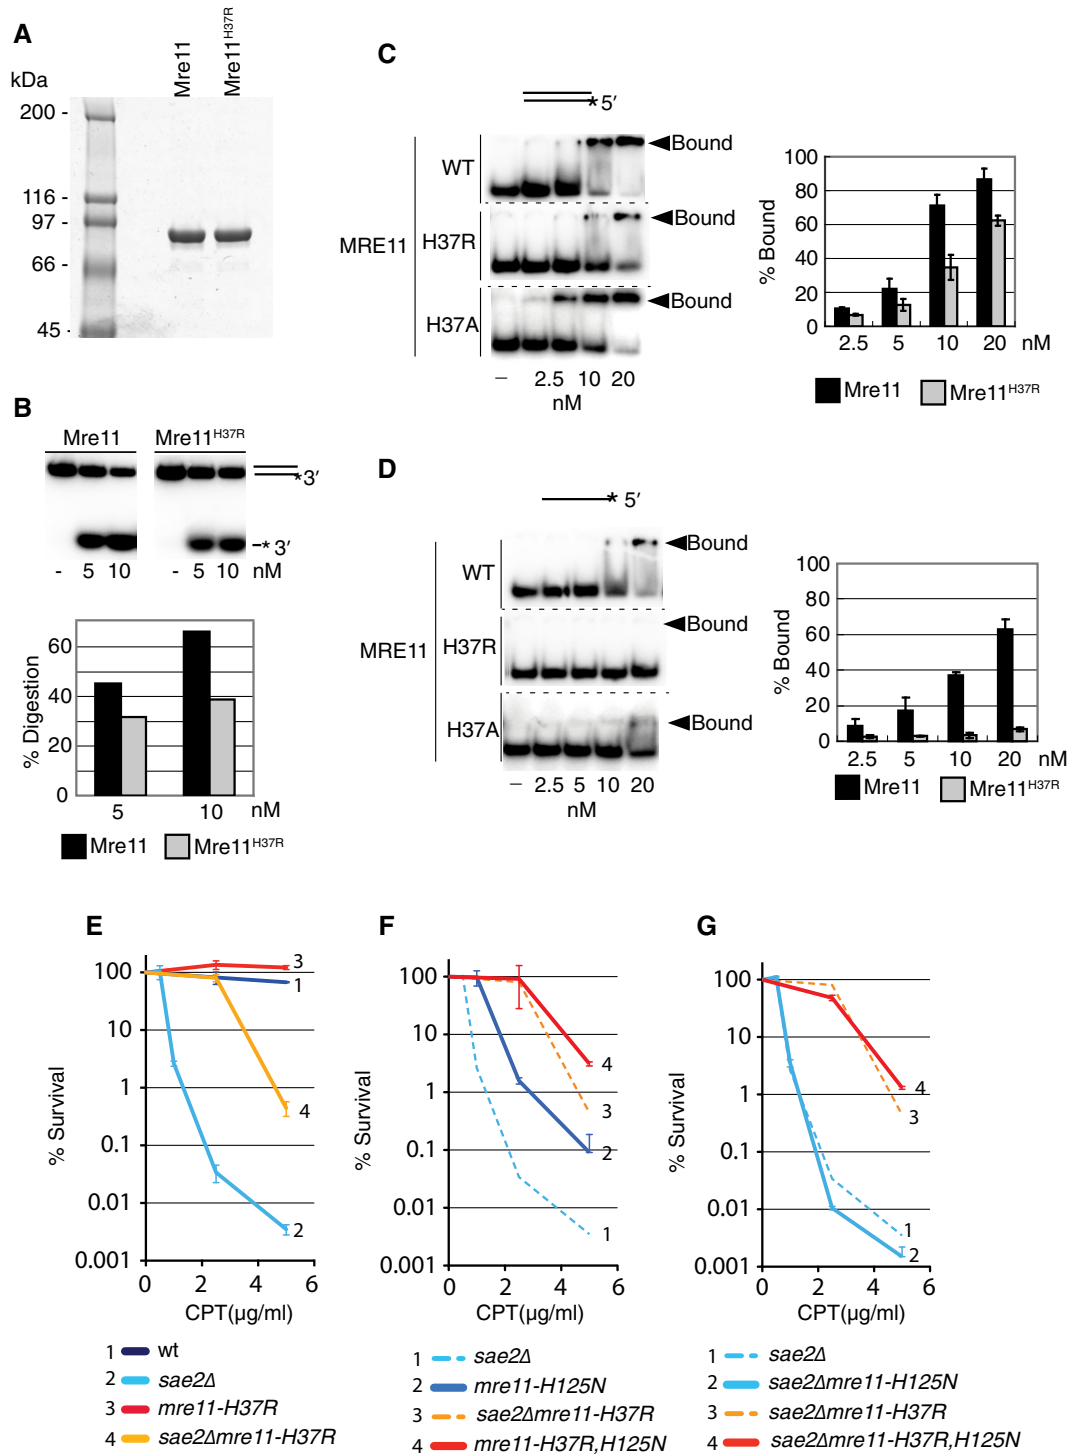 A
kDa
Mre11
Mre11H37R
200 -
116 -
97 -
66 -
45 -
B
Mre11
Mre11H37R
*3′
-* 3′
- 5 10
- 5 10 nM
% Digestion
60
40
20
0
5 10 nM
Mre11
Mre11H37R
C
* 5′
MRE11
WT
Bound
H37R
Bound
H37A
Bound
– 2.5 10 20
nM
% Bound
100
80
60
40
20
0
2.5 5 10 20 nM
Mre11
Mre11H37R
D
* 5′
MRE11
WT
Bound
H37R
Bound
H37A
Bound
– 2.5 5 10 20
nM
% Bound
100
80
60
40
20
0
2.5 5 10 20 nM
Mre11
Mre11H37R
E
% Survival
100
10
1
0.1
0.01
0.001
3
1
4
2
0 2 4 6
CPT(µg/ml)
1 wt
2 sae2Δ
3 mre11-H37R
4 sae2Δmre11-H37R
F
% Survival
100
10
1
0.1
0.01
0.001
4
3
2
1
0 2 4 6
CPT(µg/ml)
1 sae2Δ
2 mre11-H125N
3 sae2Δmre11-H37R
4 mre11-H37R,H125N
G
% Survival
100
10
1
0.1
0.01
0.001
4
3
1
2
0 2 4 6
CPT(µg/ml)
1 sae2Δ
2 sae2Δmre11-H125N
3 sae2Δmre11-H37R
4 sae2Δmre11-H37R,H125N